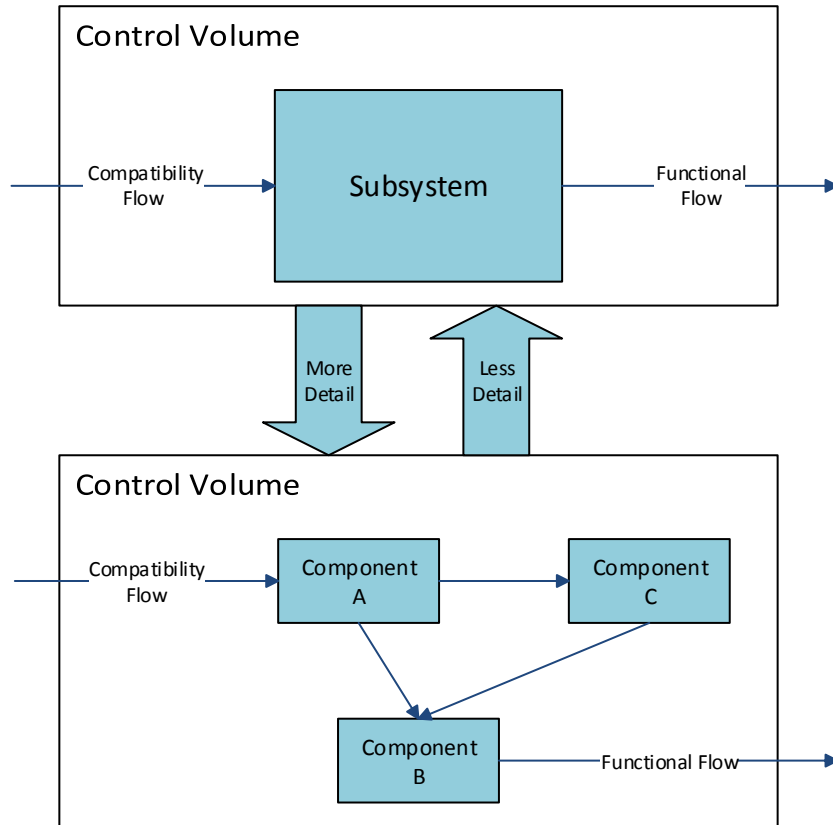 Control Volume
Compatibility
Flow
Subsystem
Functional
Flow
More
Detail
Less
Detail
Control Volume
Compatibility
Flow
Component
A
Component
C
Component
B
Functional Flow